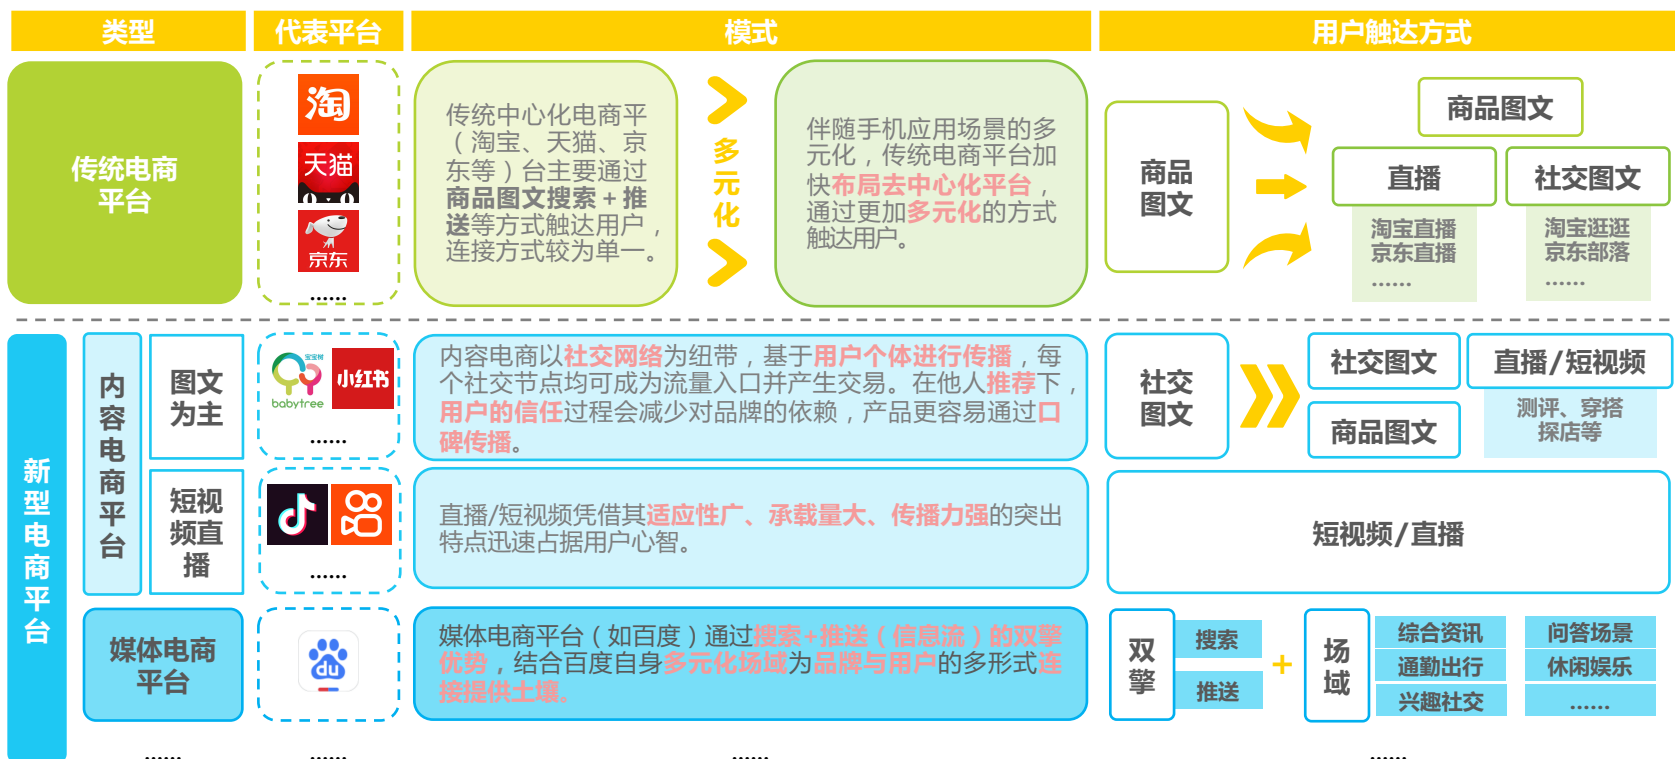 类型
代表平台
模式
用户触达方式
传统电商
平台
淘
天猫
京东
......
传统中心化电商平
（淘宝、天猫、京
东等）台主要通过
商品图文搜索+推
送等方式触达用户，
连接方式较为单一。
多
元
化
伴随手机应用场景的多
元化，传统电商平台加
快布局去中心化平台，
通过更加多元化的方式
触达用户。
商品
图文
商品图文
直播
社交图文
淘宝直播
京东直播
......
淘宝逛逛
京东部落
......
新
型
电
商
平
台
内
容
电
商
平
台
图文
为主
宝宝树
babytree
小红书
......
内容电商以社交网络为纽带，基于用户个体进行传播，每
个社交节点均可成为流量入口并产生交易。在他人推荐下，
用户的信任过程会减少对品牌的依赖，产品更容易通过口
碑传播。
社交
图文
社交图文
直播/短视频
商品图文
测评、穿搭
探店等
短视
频直
播
......
直播/短视频凭借其适应性广、承载量大、传播力强的突出
特点迅速占据用户心智。
短视频/直播
媒体电商
平台
du
媒体电商平台（如百度）通过搜索+推送（信息流）的双擎
优势，结合百度自身多元化场域为品牌与用户的多形式连
接提供土壤。
双
擎
搜索
推送
+
场
域
综合资讯
问答场景
通勤出行
休闲娱乐
兴趣社交
......
......
......
......
......